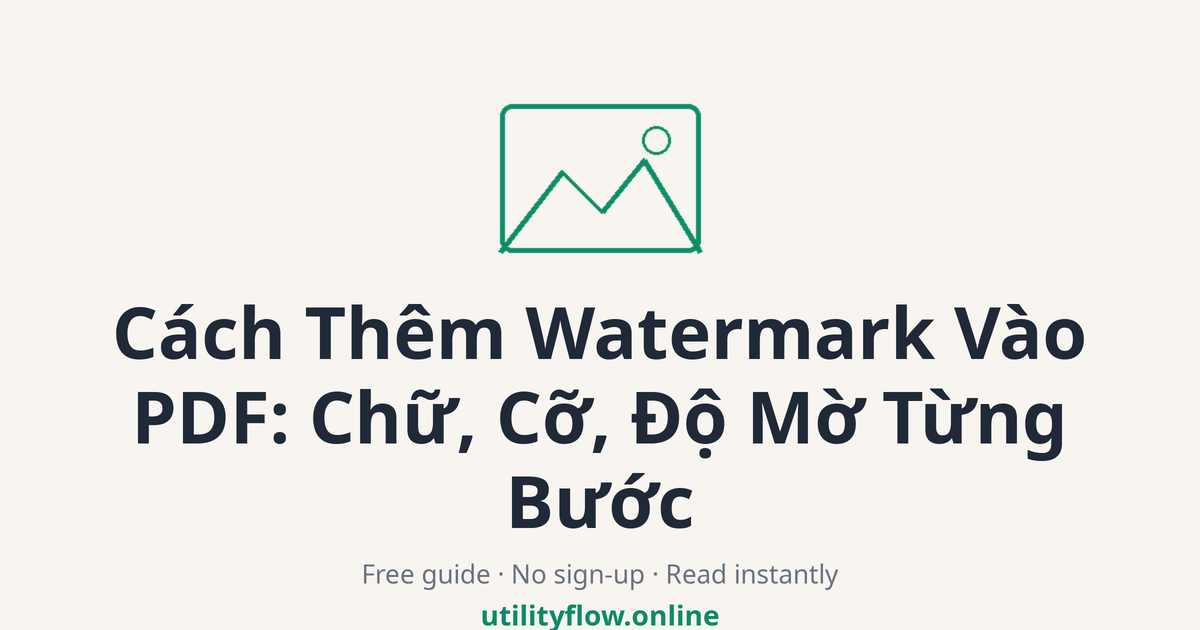 Cách Thêm Watermark Vào
PDF: Chữ, Cỡ, Độ Mờ Từng
Bước
Free guide · No sign-up · Read instantly
utilityflow.online